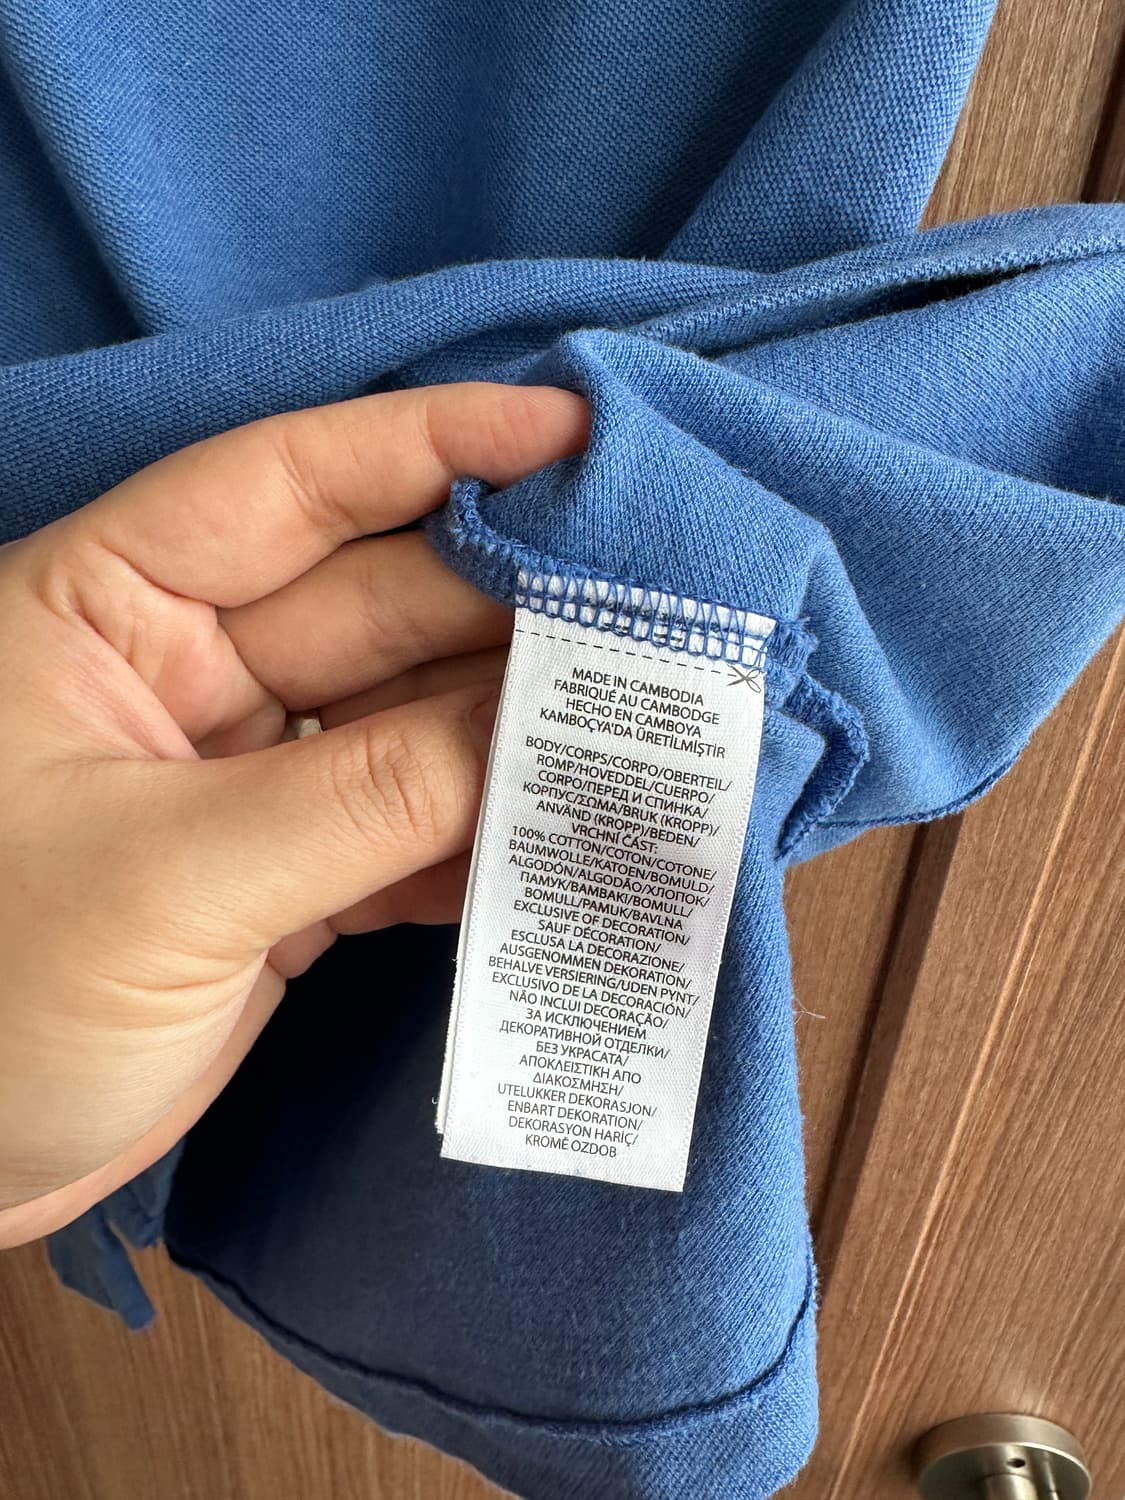 MADE IN CAMBODIA
FABRIQUÉ AU CAMBODGE
HECHO EN CAMBOYA
KAMBOÇYA'DA ÜRETİLMİŞTİR
BODY/CORPS/CORPO/OBERTEIL/
ROMP/HOVEDDEL/CUERPO/
CORPO/ПЕРЕД И СПИНКА/
КОРПУС/ΣΩΜΑ/BRUK (KROPP)/
ANVÄND (KROPP)/BEDEN/
VRCHNÍ ČÁST:
100% COTTON/COTON/COTONE/
BAUMWOLLE/KATOEN/BOMULD/
ALGODÓN/ALGODÃO/ХЛОПОК/
ПАМУК/ΒΑΜΒΑΚΙ/BOMULL/
BOMULL/PAMUK/BAVLNA
EXCLUSIVE OF DECORATION/
SAUF DÉCORATION/
ESCLUSA LA DECORAZIONE/
AUSGENOMMEN DEKORATION/
BEHALVE VERSIERING/UDEN PYNT/
EXCLUSIVO DE LA DECORACIÓN/
NÃO INCLUI DECORAÇÃO/
ЗА ИСКЛЮЧЕНИЕМ
ДЕКОРАТИВНОЙ ОТДЕЛКИ/
БЕЗ УКРАСАТА/
ΑΠΟΚΛΕΙΣΤΙΚΗ ΑΠΟ
ΔΙΑΚΟΣΜΗΣΗ/
UTELUKKER DEKORASJON/
ENBART DEKORATION/
DEKORASYON HARİÇ/
KROMĚ OZDOB